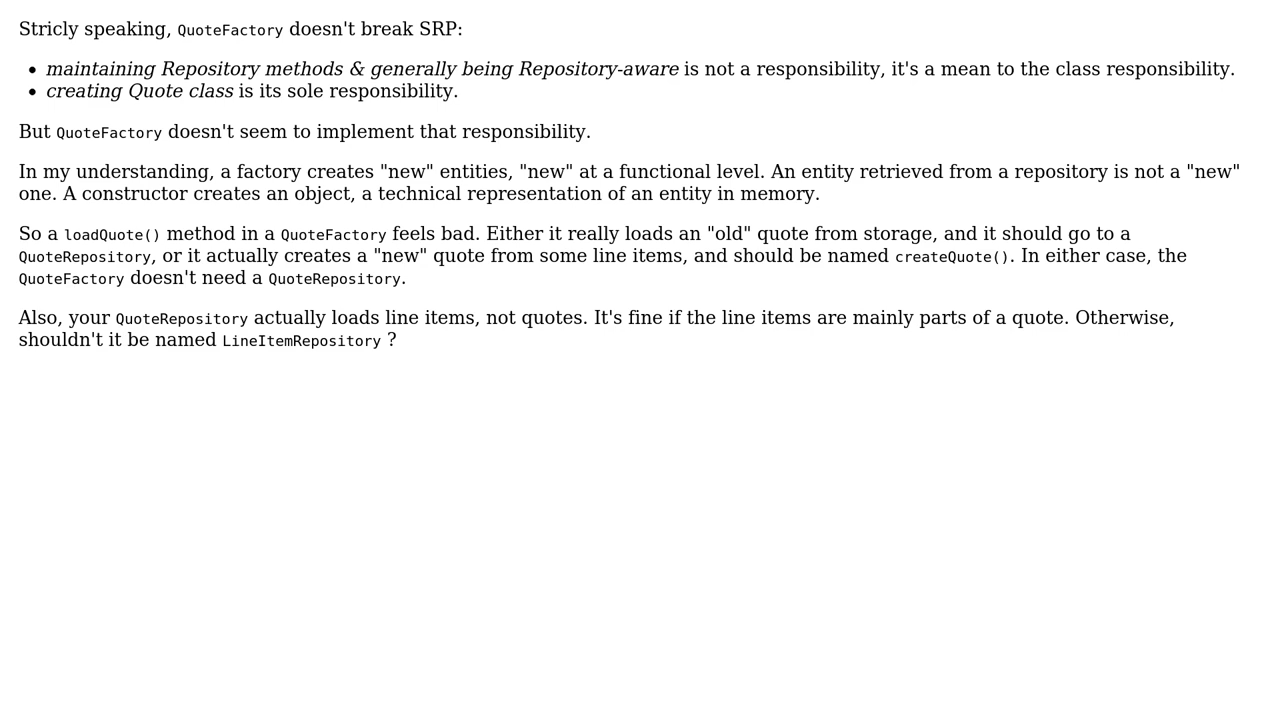 Stricly speaking, QuoteFactory doesn't break SRP:
• maintaining Repository methods & generally being Repository-aware is not a responsibility, it's a mean to the class responsibility.
• creating Quote class is its sole responsibility.
But QuoteFactory doesn't seem to implement that responsibility.
In my understanding, a factory creates "new" entities, "new" at a functional level. An entity retrieved from a repository is not a "new"
one. A constructor creates an object, a technical representation of an entity in memory.
So a loadQuote() method in a QuoteFactory feels bad. Either it really loads an "old" quote from storage, and it should go to a
QuoteRepository, or it actually creates a "new" quote from some line items, and should be named createQuote(). In either case, the
QuoteFactory doesn't need a QuoteRepository.
Also, your QuoteRepository actually loads line items, not quotes. It's fine if the line items are mainly parts of a quote. Otherwise,
shouldn't it be named LineItemRepository ?